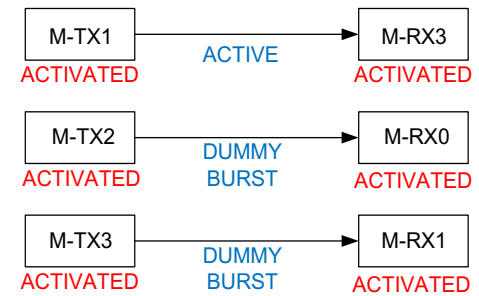 M-TX1
ACTIVE
M-RX3
ACTIVATED
ACTIVATED
M-TX2
DUMMY
BURST
M-RX0
ACTIVATED
ACTIVATED
M-TX3
DUMMY
BURST
M-RX1
ACTIVATED
ACTIVATED